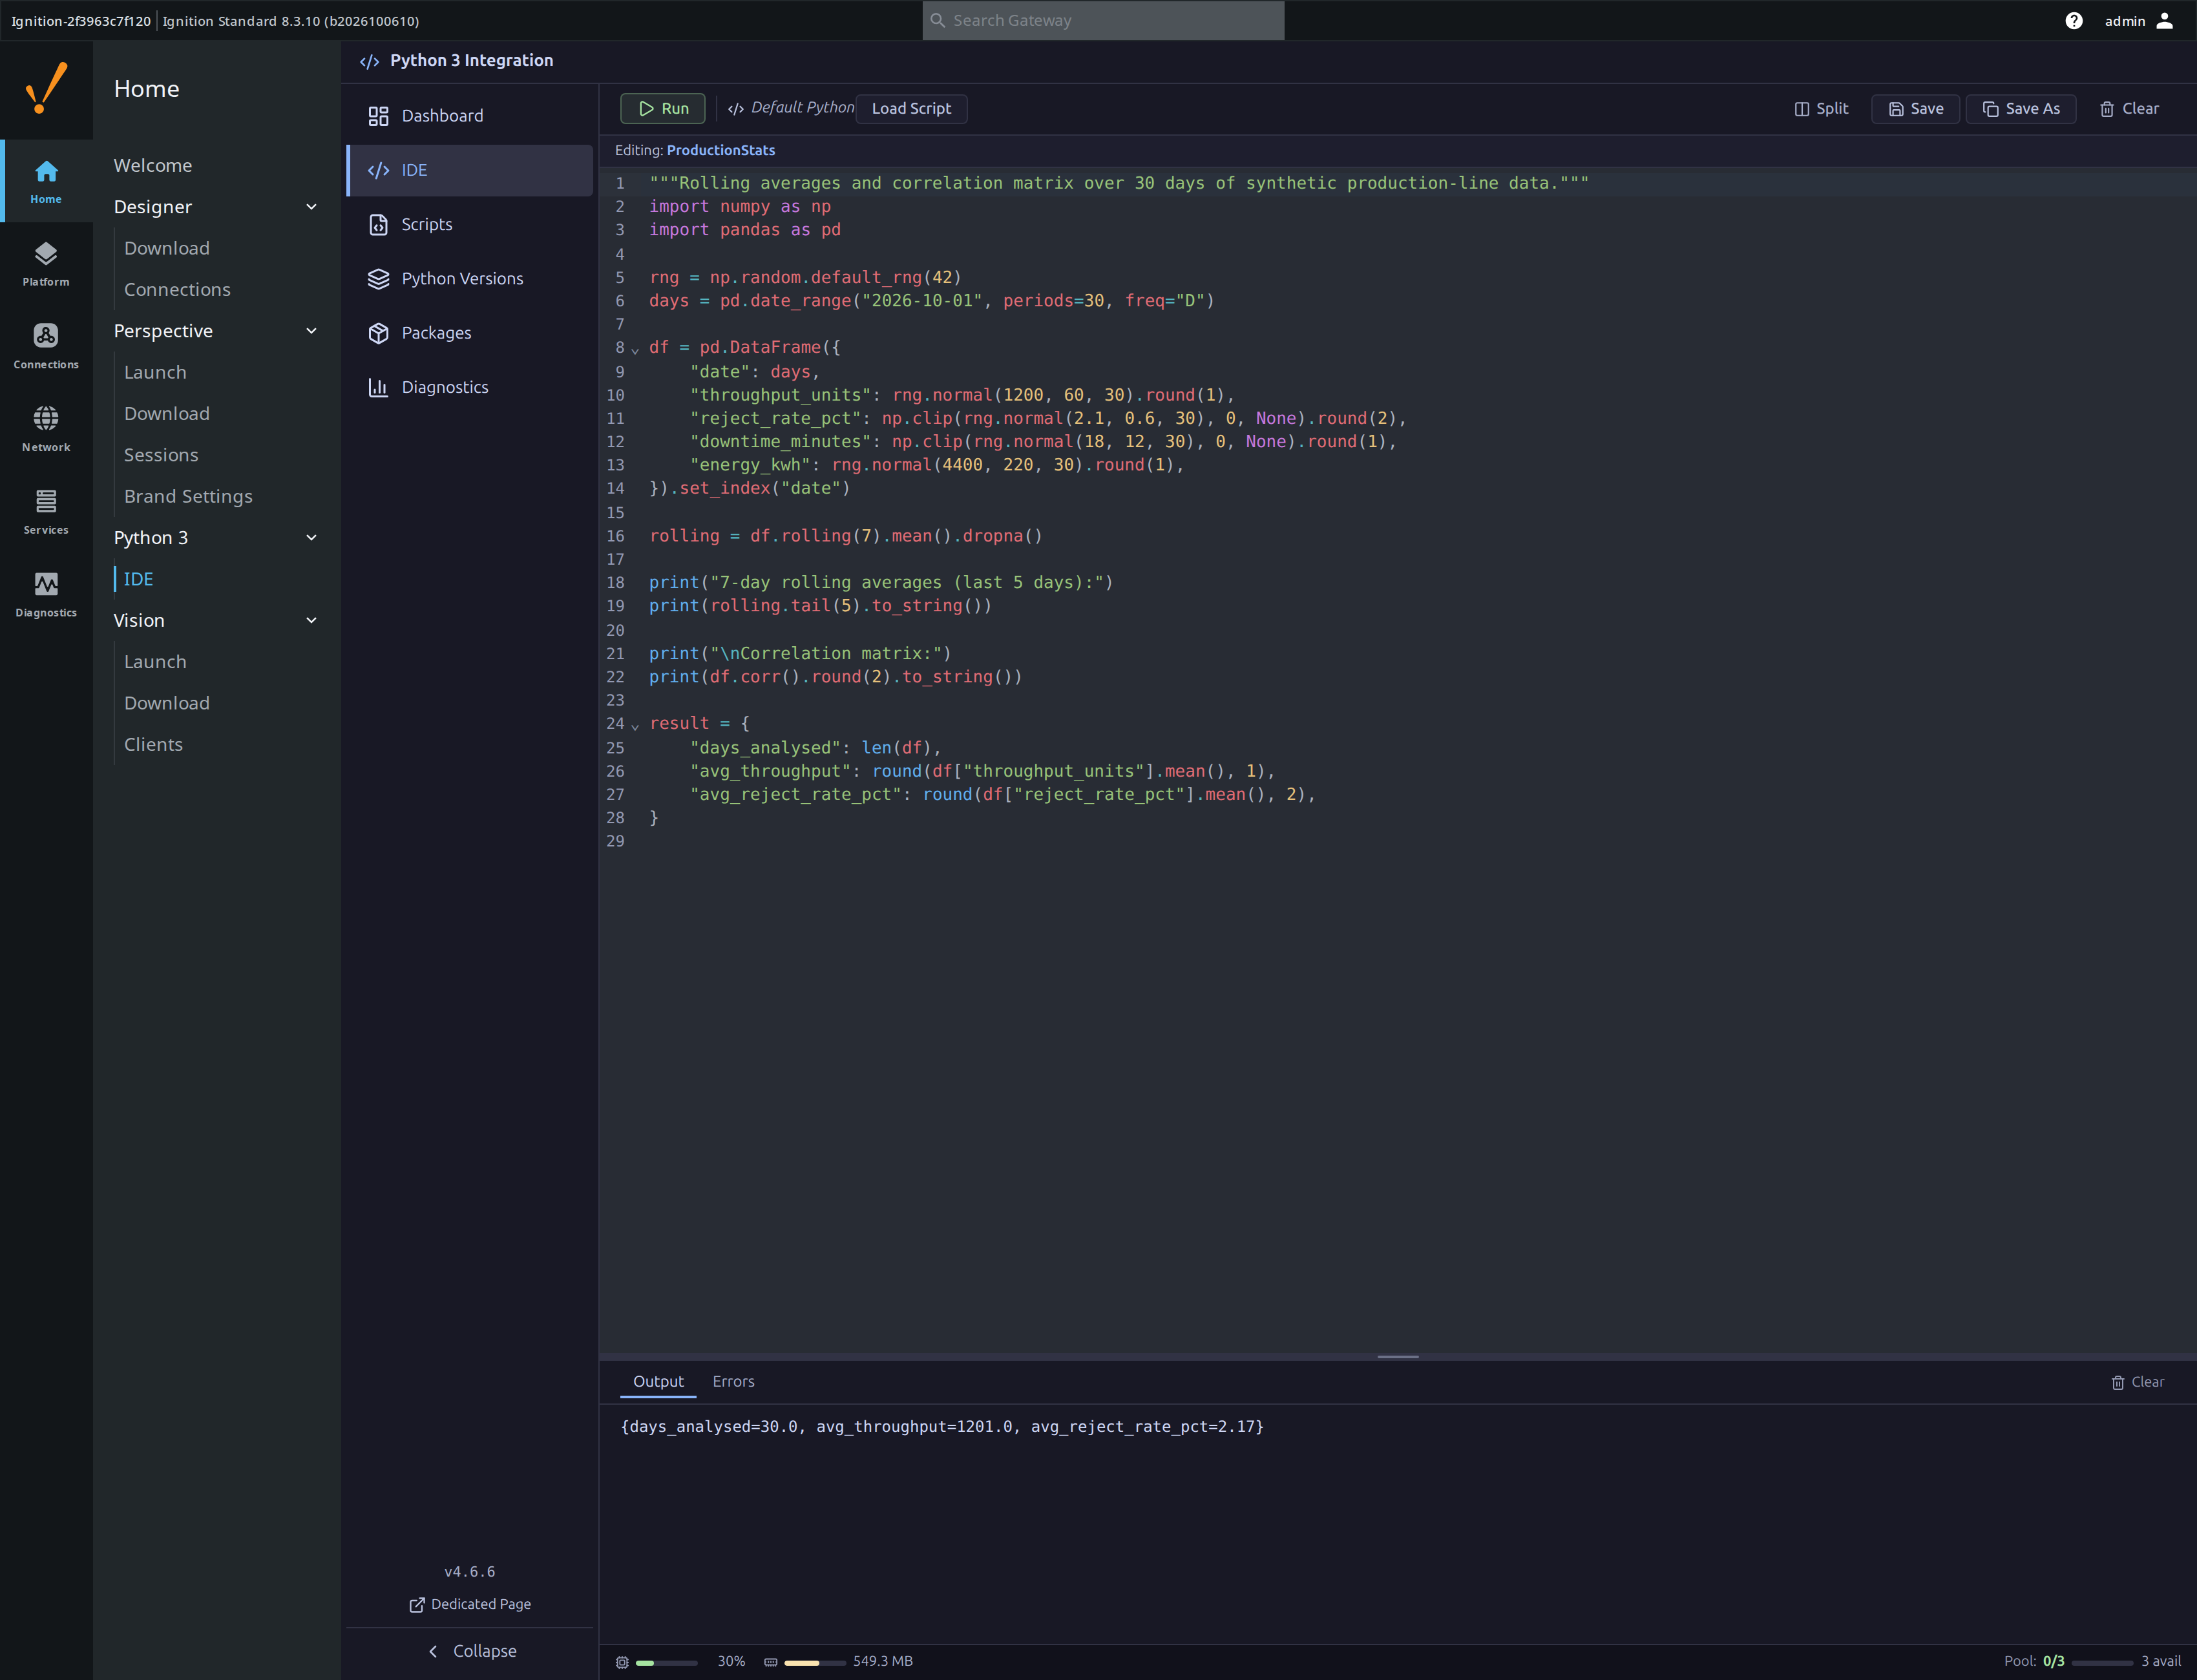 Ignition-2f3963c7f120 Ignition Standard 8.3.10 (b2026100610)
Search Gateway
admin
Home
Platform
Connections
Network
Services
Diagnostics
Home
Welcome
Designer
Download
Connections
Perspective
Launch
Download
Sessions
Brand Settings
Python 3
IDE
Vision
Launch
Download
Clients
</> Python 3 Integration
Dashboard
</> IDE
Scripts
Python Versions
Packages
Diagnostics
v4.6.6
Dedicated Page
Collapse
Run </> Default Python Load Script Split Save Save As Clear
Editing: ProductionStats
1 """Rolling averages and correlation matrix over 30 days of synthetic production-line data."""
2 import numpy as np
3 import pandas as pd
4
5 rng = np.random.default_rng(42)
6 days = pd.date_range("2026-10-01", periods=30, freq="D")
7
8 df = pd.DataFrame({
9     "date": days,
10     "throughput_units": rng.normal(1200, 60, 30).round(1),
11     "reject_rate_pct": np.clip(rng.normal(2.1, 0.6, 30), 0, None).round(2),
12     "downtime_minutes": np.clip(rng.normal(18, 12, 30), 0, None).round(1),
13     "energy_kwh": rng.normal(4400, 220, 30).round(1),
14 }).set_index("date")
15
16 rolling = df.rolling(7).mean().dropna()
17
18 print("7-day rolling averages (last 5 days):")
19 print(rolling.tail(5).to_string())
20
21 print("\nCorrelation matrix:")
22 print(df.corr().round(2).to_string())
23
24 result = {
25     "days_analysed": len(df),
26     "avg_throughput": round(df["throughput_units"].mean(), 1),
27     "avg_reject_rate_pct": round(df["reject_rate_pct"].mean(), 2),
28 }
29
Output Errors Clear
{days_analysed=30.0, avg_throughput=1201.0, avg_reject_rate_pct=2.17}
30% 549.3 MB Pool: 0/3 3 avail